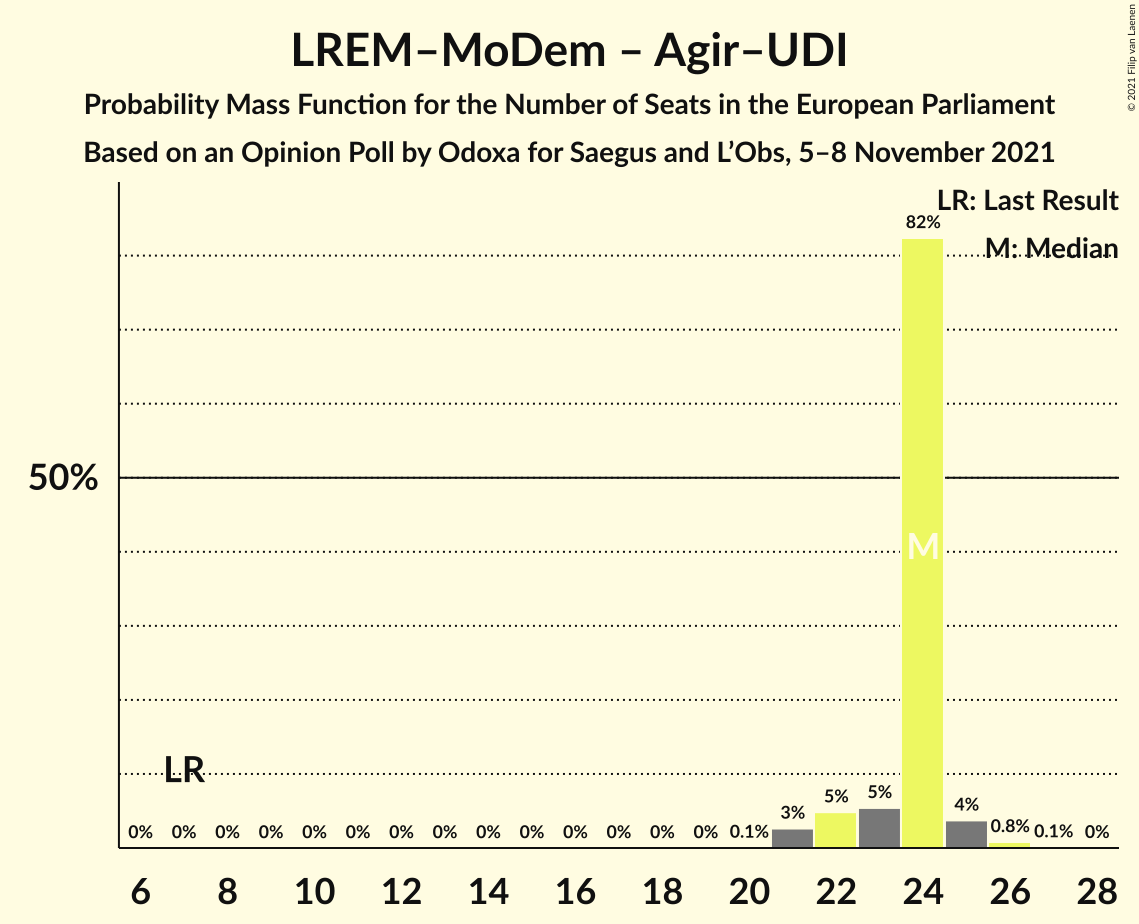 LREM–MoDem – Agir–UDI
Probability Mass Function for the Number of Seats in the European Parliament
Based on an Opinion Poll by Odoxa for Saegus and L’Obs, 5–8 November 2021
© 2021 Filip van Laenen
LR: Last Result
M: Median
82%
50%
M
LR
0% 0% 0% 0% 0% 0% 0% 0% 0% 0% 0% 0% 0% 0% 0.1% 3% 5% 5% 4% 0.8% 0.1% 0%
6 8 10 12 14 16 18 20 22 24 26 28